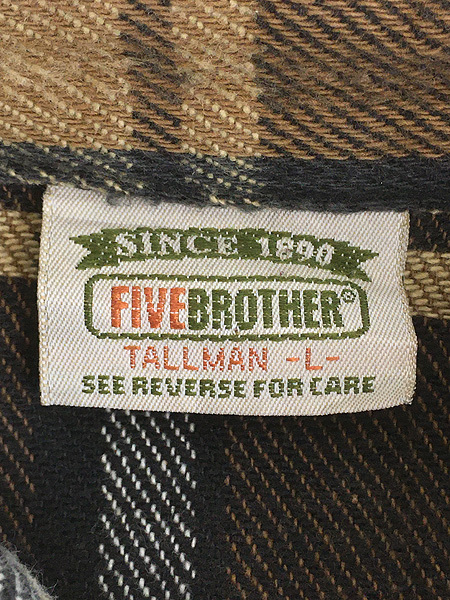 SINCE 1890
FIVEBROTHER®
TALLMAN -L-
SEE REVERSE FOR CARE